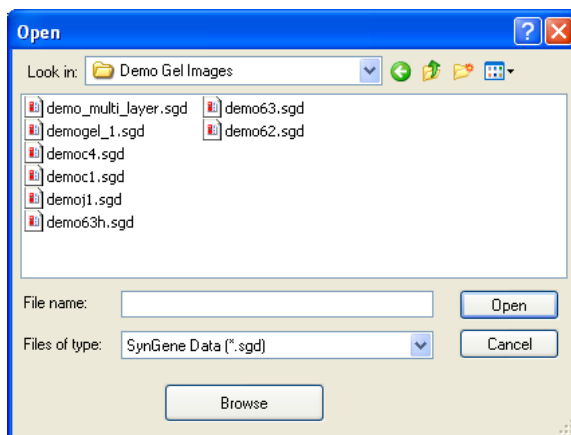 Open
Look in: Demo Gel Images
demo_multi_layer.sgd demo63.sgd
demogel_1.sgd demo62.sgd
democ4.sgd
democ1.sgd
demoj1.sgd
demo63h.sgd
File name: Open
Files of type: SynGene Data (*.sgd) Cancel
Browse